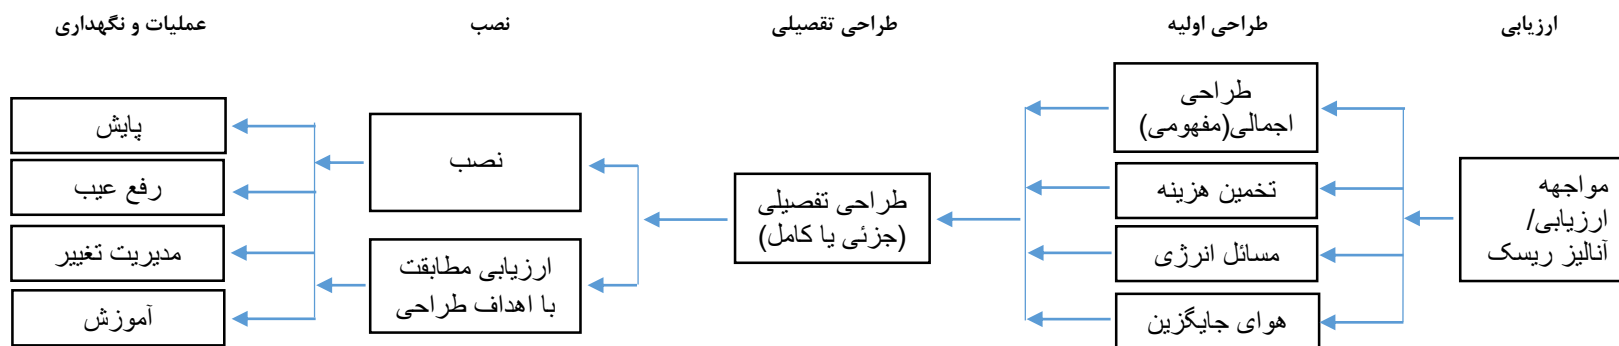 ارزیابی
طراحی اولیه
طراحی تفصیلی
نصب
عملیات و نگهداری
مواجهه
ارزیابی/
آنالیز ریسک
طراحی
اجمالی(مفهومی)
تخمین هزینه
مسائل انرژی
هوای جایگزین
طراحی تفصیلی
(جزئی یا کامل)
نصب
ارزیابی مطابقت
با اهداف طراحی
پایش
رفع عیب
مدیریت تغییر
آموزش